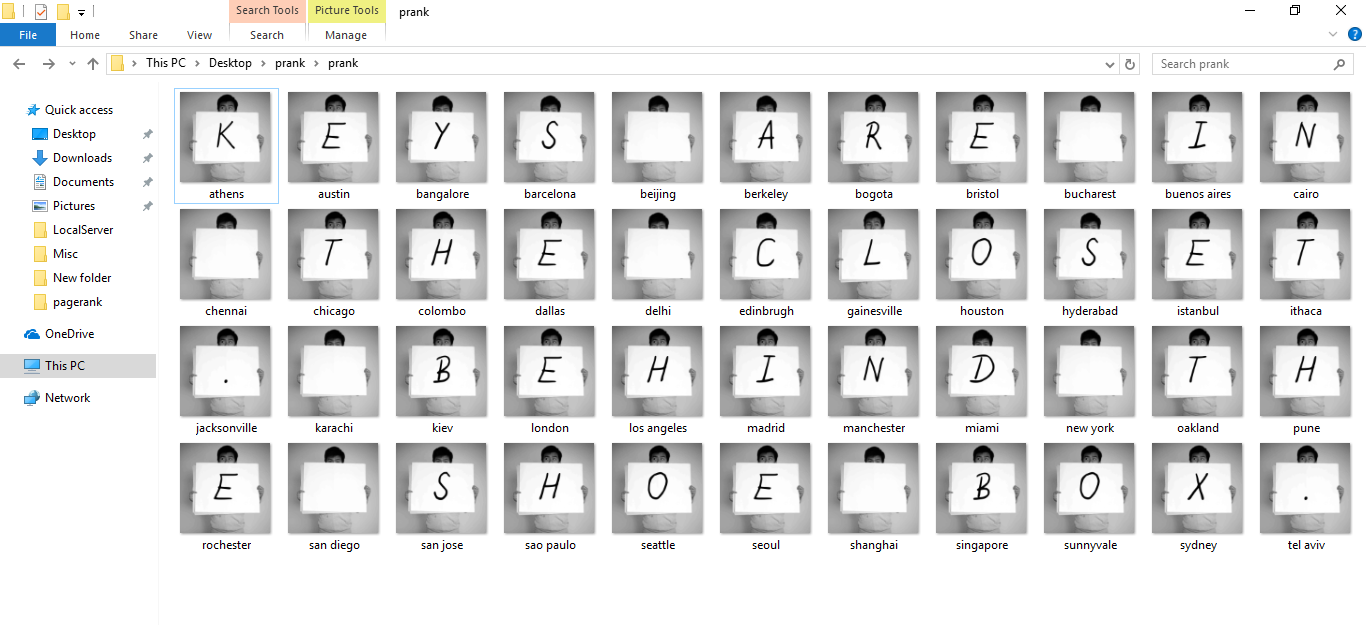 Search Tools Picture Tools prank
File Home Share View Search Manage
This PC Desktop prank prank Search prank
Quick access
Desktop
Downloads
Documents
Pictures
LocalServer
Misc
New folder
pagerank
OneDrive
This PC
Network
K E Y S A R E I N
athens austin bangalore barcelona beijing berkeley bogota bristol bucharest buenos aires cairo
T H E C L O S E T
chennai chicago colombo dallas delhi edinbrugh gainesville houston hyderabad istanbul ithaca
. B E H I N D T H
jacksonville karachi kiev london los angeles madrid manchester miami new york oakland pune
E S H O E B O X .
rochester san diego san jose sao paulo seattle seoul shanghai singapore sunnyvale sydney tel aviv